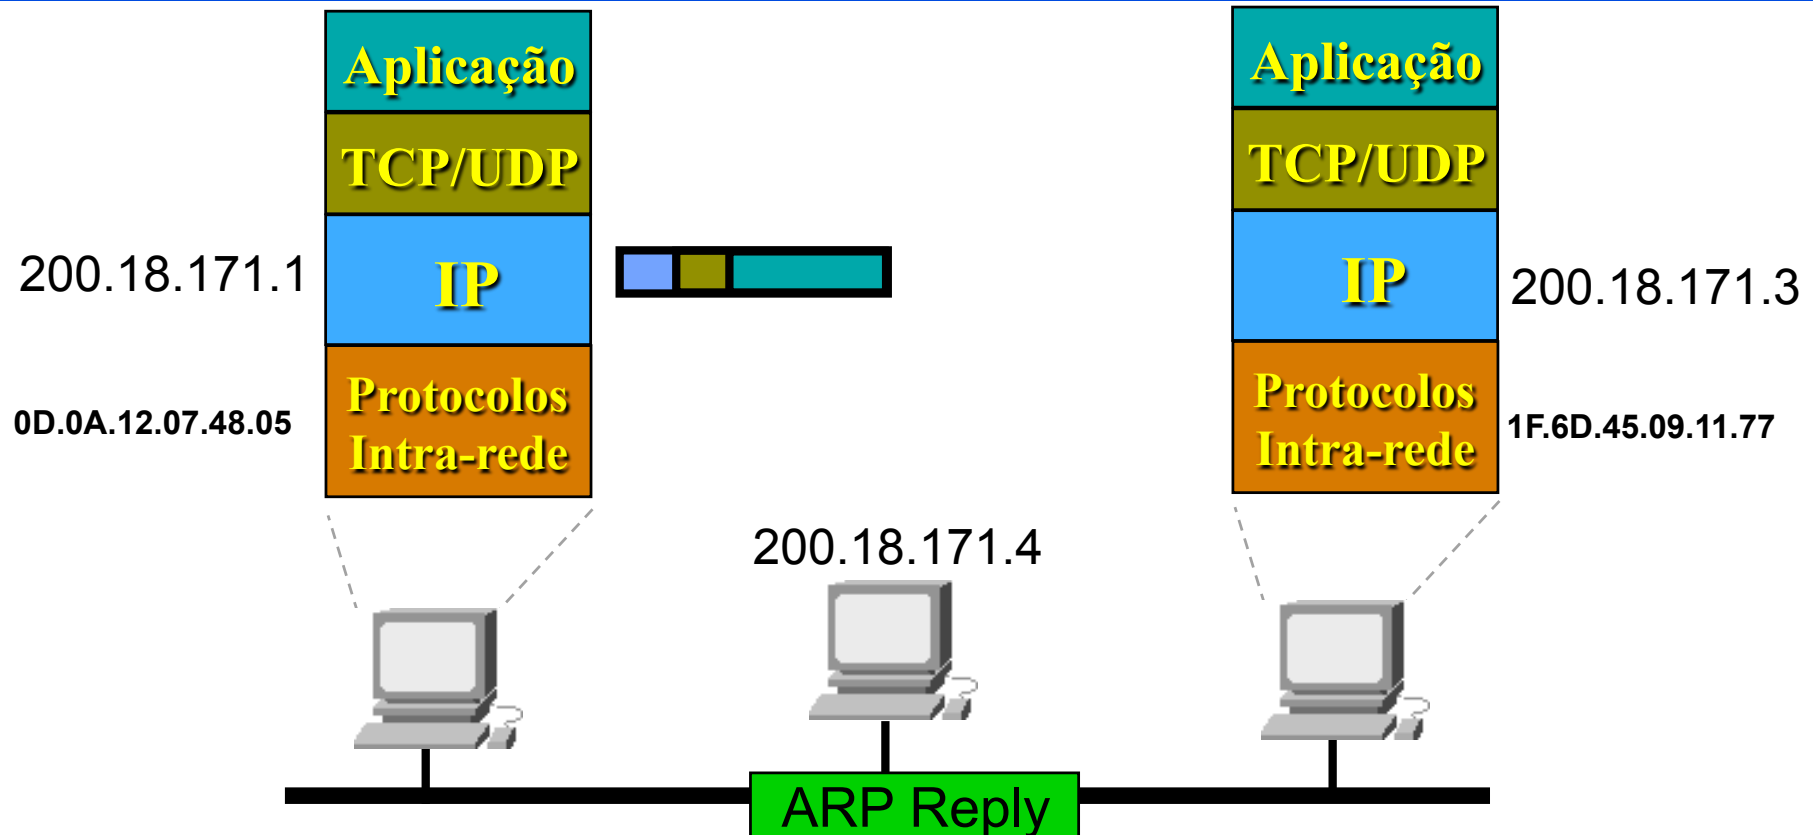 Aplicação
TCP/UDP
200.18.171.1
IP
0D.0A.12.07.48.05
Protocolos
Intra-rede
Aplicação
TCP/UDP
IP
200.18.171.3
Protocolos
Intra-rede
1F.6D.45.09.11.77
200.18.171.4
ARP Reply